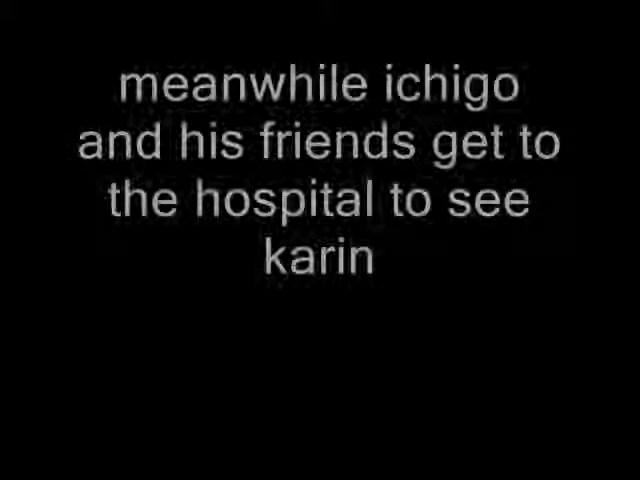 meanwhile ichigo
and his friends get to
the hospital to see
karin